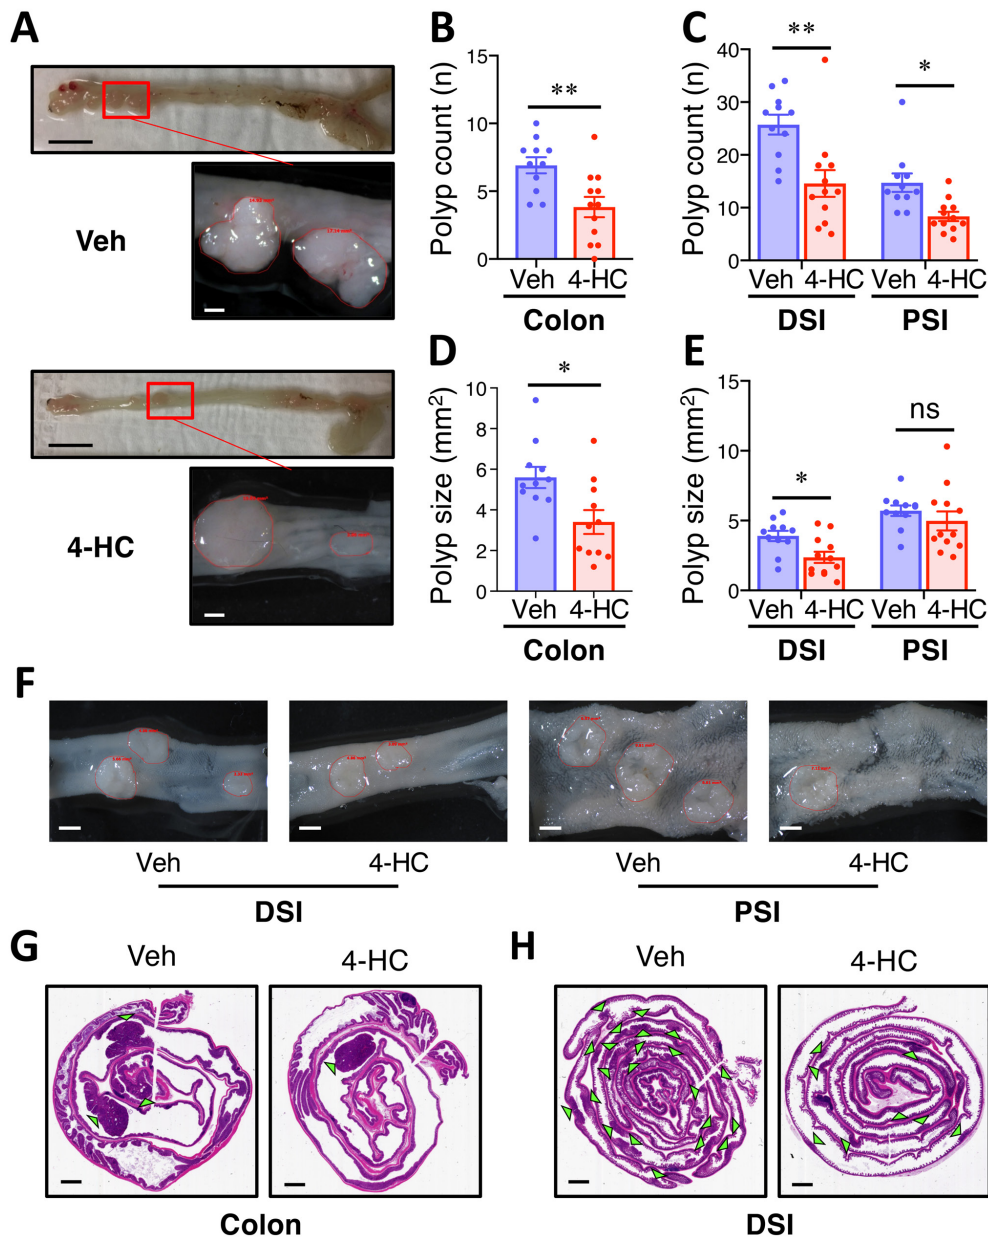 A
Veh
4-HC
B
Polyp count (n)
15
10
5
0
**
Veh 4-HC
Colon
C
Polyp count (n)
40
30
20
10
0
**
*
Veh 4-HC Veh 4-HC
DSI PSI
D
Polyp size (mm²)
10
8
6
4
2
0
*
Veh 4-HC
Colon
E
Polyp size (mm²)
15
10
5
0
*
ns
Veh 4-HC Veh 4-HC
DSI PSI
F
Veh 4-HC Veh 4-HC
DSI PSI
G
Veh 4-HC
Colon
H
Veh 4-HC
DSI